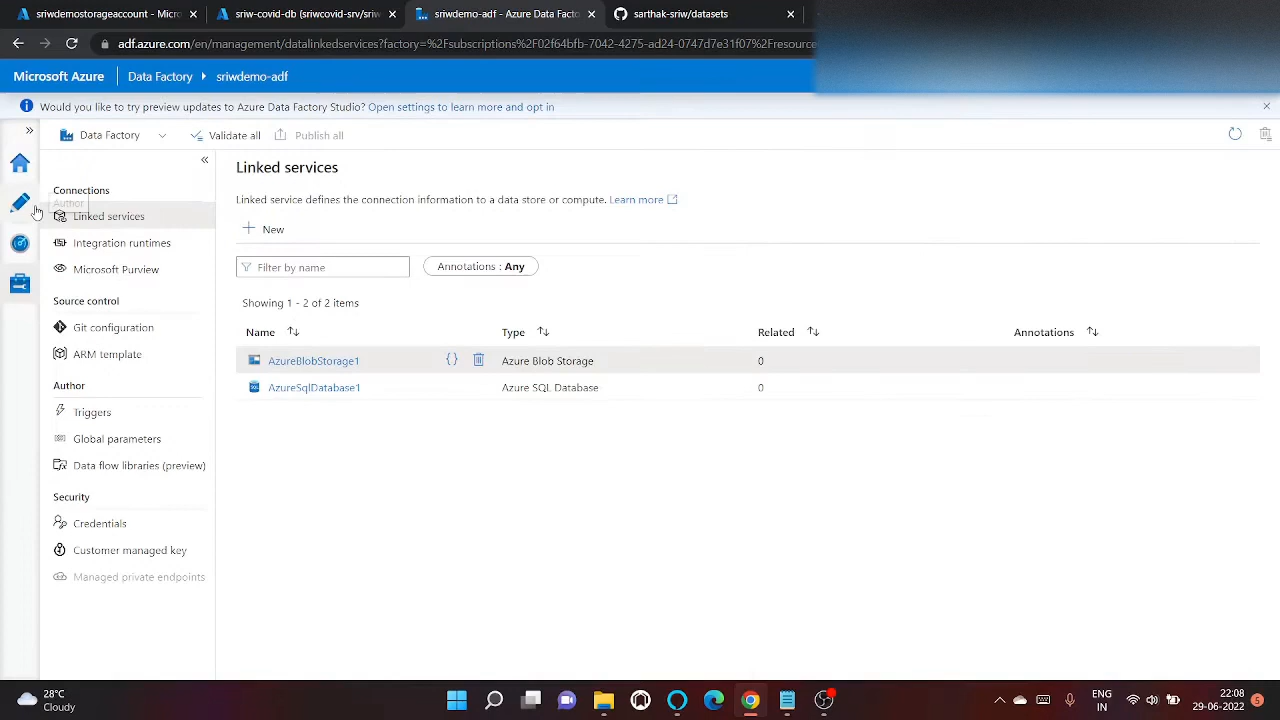 sriwdemostorageaccount - Micros
sriw-covid-db (sriwcovid-srv/sriw
sriwdemo-adf - Azure Data Facto
sarthak-sriw/datasets
adf.azure.com/en/management/datalinkedservices?factory=%2Fsubscriptions%2F02f64bfb-7042-4275-ad24-0747d7e31f07%2Fresource
Microsoft Azure
Data Factory
sriwdemo-adf
Would you like to try preview updates to Azure Data Factory Studio? Open settings to learn more and opt in
Data Factory
Validate all
Publish all
Connections
Author
Linked services
Integration runtimes
Microsoft Purview
Source control
Git configuration
ARM template
Author
Triggers
Global parameters
Data flow libraries (preview)
Security
Credentials
Customer managed key
Managed private endpoints
Linked services
Linked service defines the connection information to a data store or compute. Learn more
New
Filter by name
Annotations : Any
Showing 1 - 2 of 2 items
Name Type Related Annotations
AzureBlobStorage1 {} Azure Blob Storage 0
AzureSqlDatabase1 Azure SQL Database 0
28°C
Cloudy
ENG
IN
22:08
29-06-2022
5